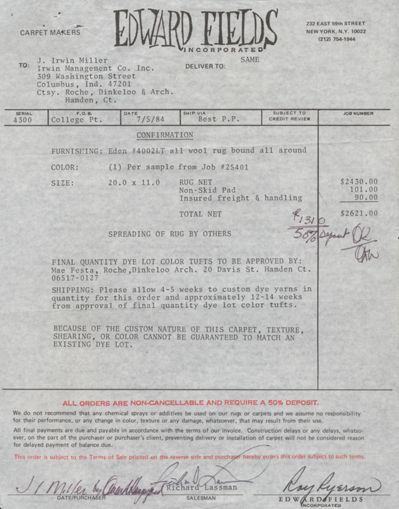 CARPET MAKERS
EDWARD FIELDS
INCORPORATED
232 EAST 59th STREET
NEW YORK, N.Y. 10022
(212) 754-1944
TO:
J. Irwin Miller
Irwin Management Co. Inc.
309 Washington Street
Columbus, Ind. 47201
Ctsy. Roche, Dinkeloo & Arch.
Hamden, Ct.
DELIVER TO:
SAME
SERIAL F.O.B. DATE SHIP VIA SUBJECT TO CREDIT REVIEW JOB NUMBER
4300 College Pt. 7/5/84 Best P.P.
CONFIRMATION
FURNISHING: Eden #4002LT all wool rug bound all around
COLOR: (1) Per sample from Job #25401
SIZE: 20.0 x 11.0 RUG NET $2430.00
Non-Skid Pad 101.00
Insured freight & handling 90.00
TOTAL NET $2621.00
$1310
50% Deposit
SPREADING OF RUG BY OTHERS
FINAL QUANTITY DYE LOT COLOR TUFTS TO BE APPROVED BY:
Mae Festa, Roche,Dinkeloo Arch. 20 Davis St. Hamden Ct.
06517-0127
SHIPPING: Please allow 4-5 weeks to custom dye yarns in
quantity for this order and approximately 12-14 weeks
from approval of final quantity dye lot color tufts.
BECAUSE OF THE CUSTOM NATURE OF THIS CARPET, TEXTURE,
SHEARING, OR COLOR CANNOT BE GUARANTEED TO MATCH AN
EXISTING DYE LOT.
ALL ORDERS ARE NON-CANCELLABLE AND REQUIRE A 50% DEPOSIT.
We do not recommend that any chemical sprays or additives be used on our rugs or carpets and we assume no responsibility
for their performance, or any change in color, texture or any damage, whatever, that may result from their use.
All final payments are due and payable in accordance with the terms of our invoice. Construction delays or any delays, whatso-
ever, on the part of the purchaser or purchaser's client, preventing delivery or installation of carpet will not be considered reason
for delayed payment of balance due.
This order is subject to the Terms of Sale printed on the reverse side and purchaser hereby orders this order subject to such terms.
J I Miller by
Richard Lassman
Roy Ryerson
DATE/PURCHASER
SALESMAN
EDWARD FIELDS
INCORPORATED